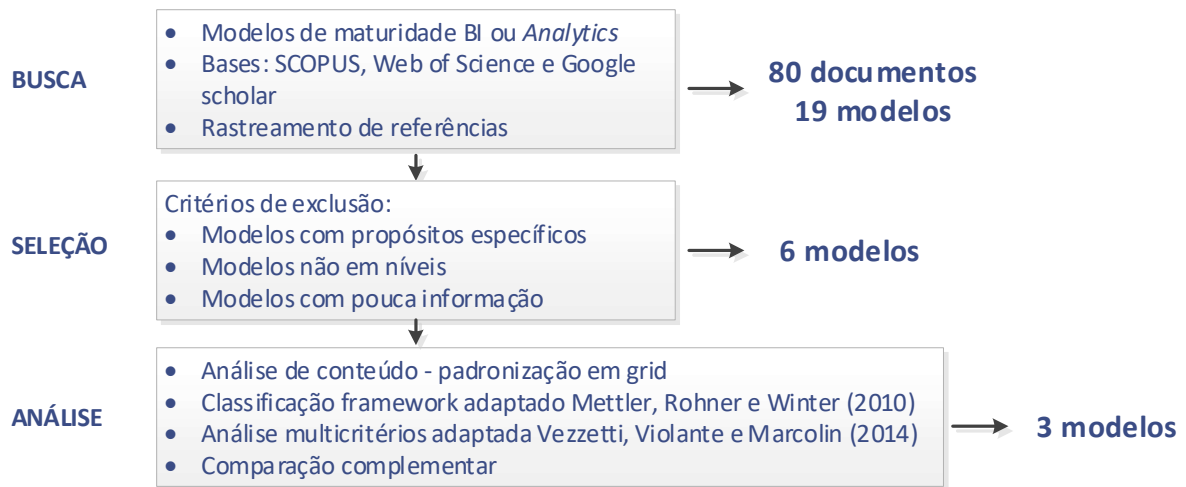 BUSCA
• Modelos de maturidade BI ou Analytics
• Bases: SCOPUS, Web of Science e Google
scholar
• Rastreamento de referências
80 documentos
19 modelos
SELEÇÃO
Critérios de exclusão:
• Modelos com propósitos específicos
• Modelos não em níveis
• Modelos com pouca informação
6 modelos
ANÁLISE
• Análise de conteúdo - padronização em grid
• Classificação framework adaptado Mettler, Rohner e Winter (2010)
• Análise multicritérios adaptada Vezzetti, Violante e Marcolin (2014)
• Comparação complementar
3 modelos